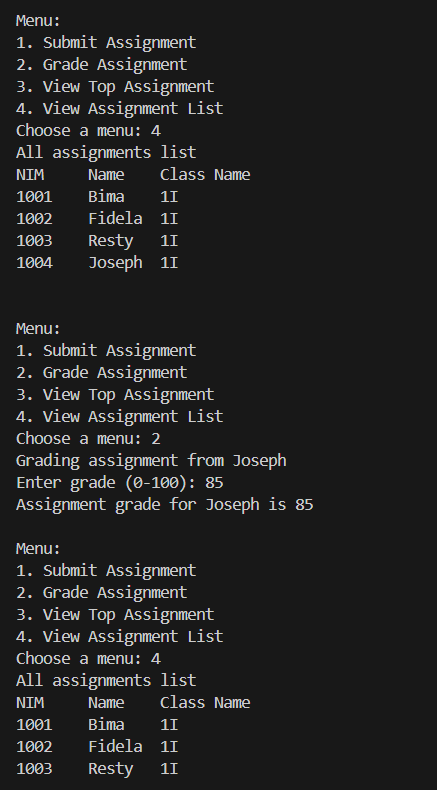 Menu:
1. Submit Assignment
2. Grade Assignment
3. View Top Assignment
4. View Assignment List
Choose a menu: 4
All assignments list
NIM Name Class Name
1001 Bima 1I
1002 Fidela 1I
1003 Resty 1I
1004 Joseph 1I
Menu:
1. Submit Assignment
2. Grade Assignment
3. View Top Assignment
4. View Assignment List
Choose a menu: 2
Grading assignment from Joseph
Enter grade (0-100): 85
Assignment grade for Joseph is 85
Menu:
1. Submit Assignment
2. Grade Assignment
3. View Top Assignment
4. View Assignment List
Choose a menu: 4
All assignments list
NIM Name Class Name
1001 Bima 1I
1002 Fidela 1I
1003 Resty 1I